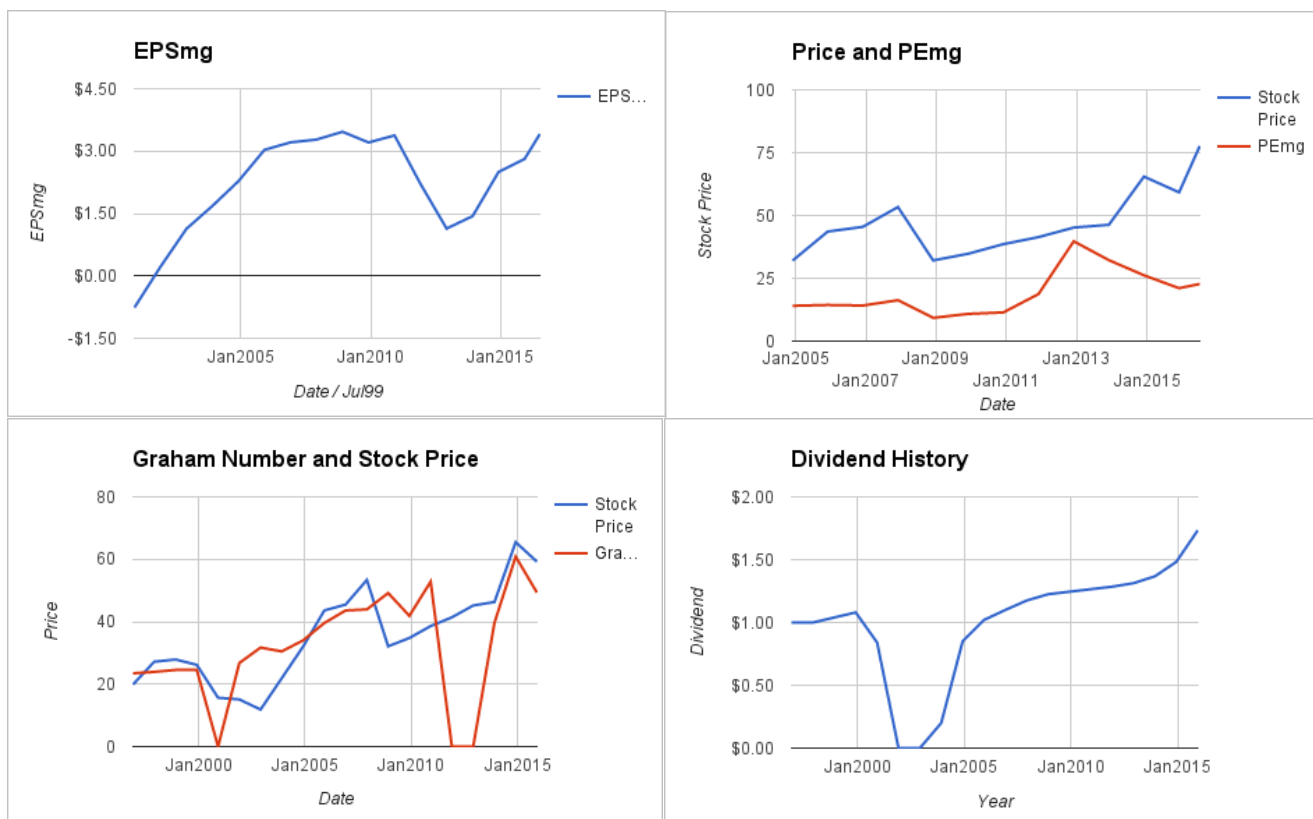 EPSmg
$4.50
$3.00
$1.50
$0.00
-$1.50
EPSmg
EPS...
Jan2005
Jan2010
Jan2015
Date / Jul99
Price and PEmg
100
75
50
25
0
Stock Price
Stock
Price
PEmg
Jan2005
Jan2009
Jan2013
Jan2007
Jan2011
Jan2015
Date
Graham Number and Stock Price
80
60
40
20
0
Price
Stock
Price
Gra...
Jan2000
Jan2005
Jan2010
Jan2015
Date
Dividend History
$2.00
$1.50
$1.00
$0.50
$0.00
Dividend
Jan2000
Jan2005
Jan2010
Jan2015
Year